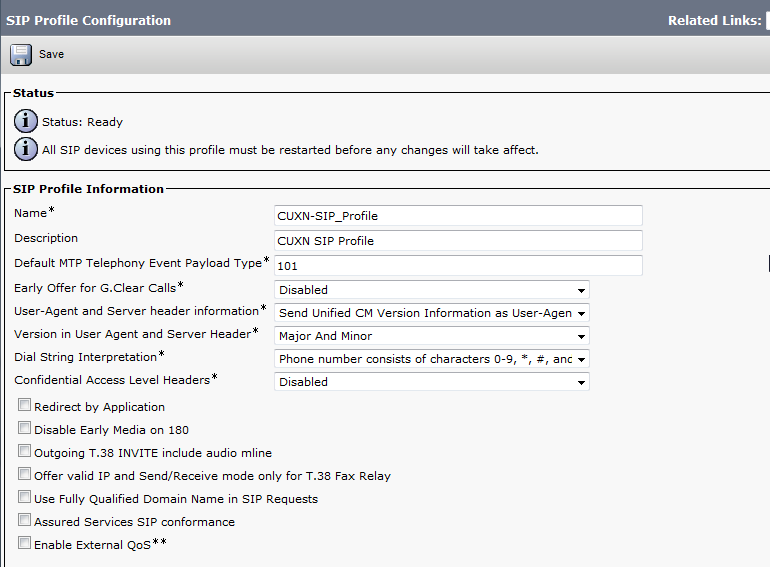 SIP Profile Configuration
Related Links:
Save
Status
Status: Ready
All SIP devices using this profile must be restarted before any changes will take affect.
SIP Profile Information
Name* CUXN-SIP_Profile
Description CUXN SIP Profile
Default MTP Telephony Event Payload Type* 101
Early Offer for G.Clear Calls* Disabled
User-Agent and Server header information* Send Unified CM Version Information as User-Agen
Version in User Agent and Server Header* Major And Minor
Dial String Interpretation* Phone number consists of characters 0-9, *, #, anc
Confidential Access Level Headers* Disabled
Redirect by Application
Disable Early Media on 180
Outgoing T.38 INVITE include audio mline
Offer valid IP and Send/Receive mode only for T.38 Fax Relay
Use Fully Qualified Domain Name in SIP Requests
Assured Services SIP conformance
Enable External QoS**